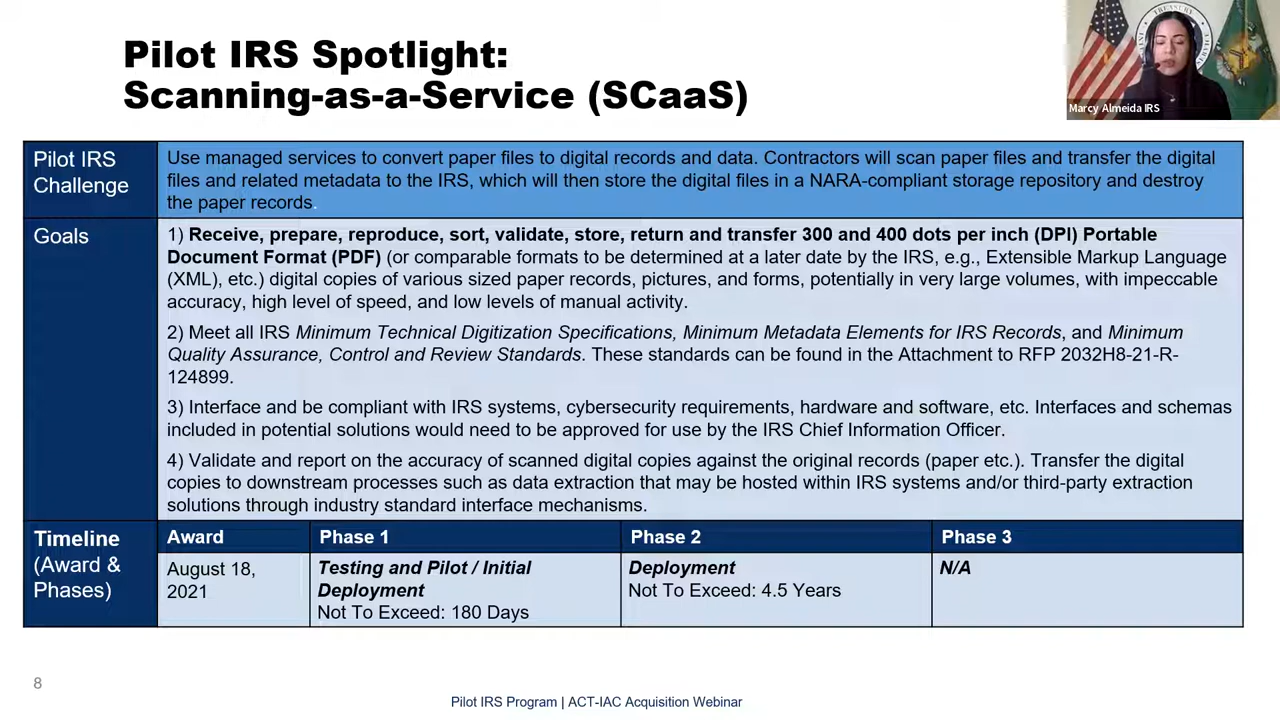 Pilot IRS Spotlight:
Scanning-as-a-Service (SCaaS)
Marcy Almeida IRS
Pilot IRS
Challenge
Use managed services to convert paper files to digital records and data. Contractors will scan paper files and transfer the digital
files and related metadata to the IRS, which will then store the digital files in a NARA-compliant storage repository and destroy
the paper records.
Goals
1) Receive, prepare, reproduce, sort, validate, store, return and transfer 300 and 400 dots per inch (DPI) Portable
Document Format (PDF) (or comparable formats to be determined at a later date by the IRS, e.g., Extensible Markup Language
(XML), etc.) digital copies of various sized paper records, pictures, and forms, potentially in very large volumes, with impeccable
accuracy, high level of speed, and low levels of manual activity.
2) Meet all IRS Minimum Technical Digitization Specifications, Minimum Metadata Elements for IRS Records, and Minimum
Quality Assurance, Control and Review Standards. These standards can be found in the Attachment to RFP 2032H8-21-R-
124899.
3) Interface and be compliant with IRS systems, cybersecurity requirements, hardware and software, etc. Interfaces and schemas
included in potential solutions would need to be approved for use by the IRS Chief Information Officer.
4) Validate and report on the accuracy of scanned digital copies against the original records (paper etc.). Transfer the digital
copies to downstream processes such as data extraction that may be hosted within IRS systems and/or third-party extraction
solutions through industry standard interface mechanisms.
Timeline
(Award &
Phases)
Award
Phase 1
Phase 2
Phase 3
August 18,
2021
Testing and Pilot / Initial
Deployment
Not To Exceed: 180 Days
Deployment
Not To Exceed: 4.5 Years
N/A
8
Pilot IRS Program | ACT-IAC Acquisition Webinar